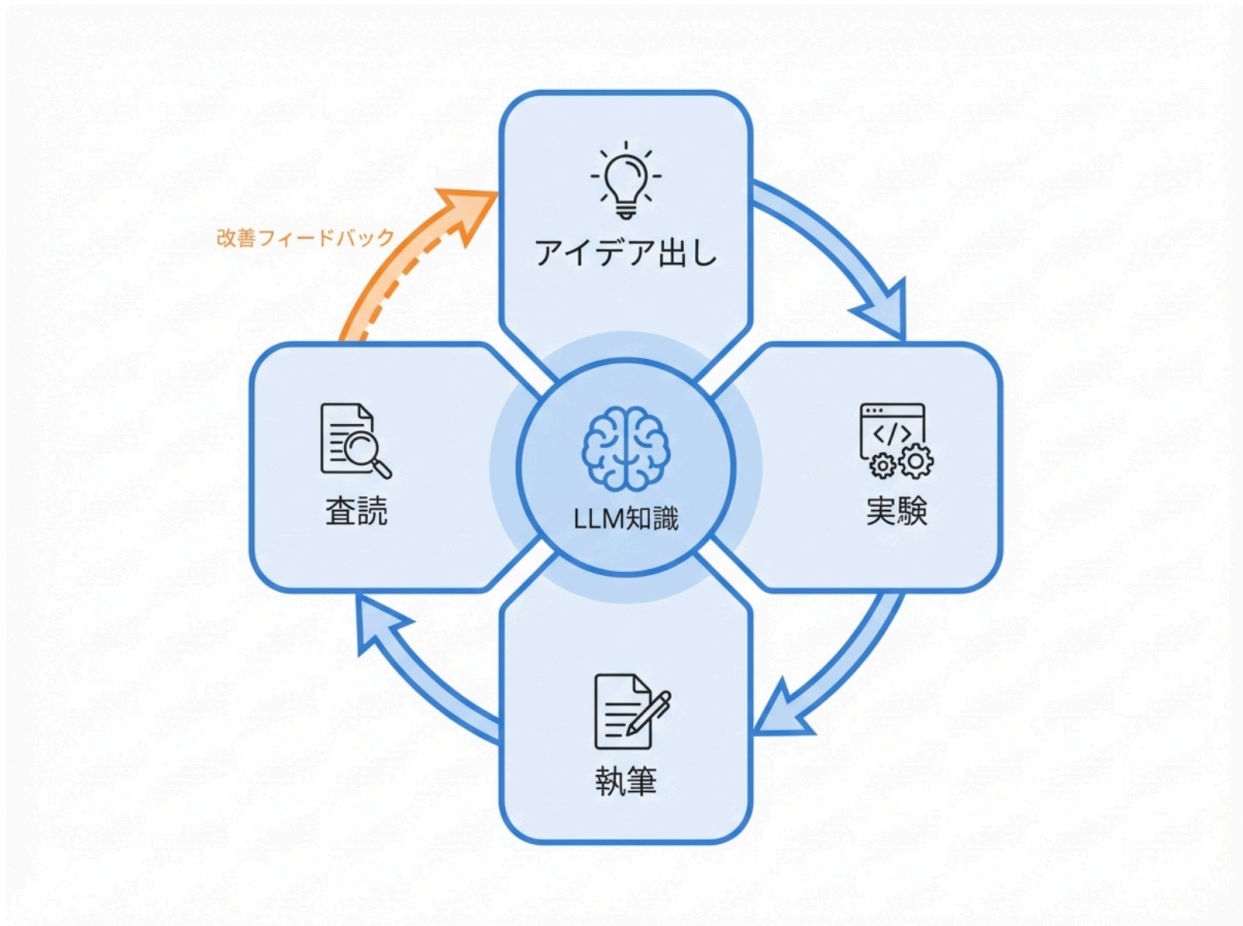 アイデア出し
改善フィードバック
査読
LLM知識
実験
執筆